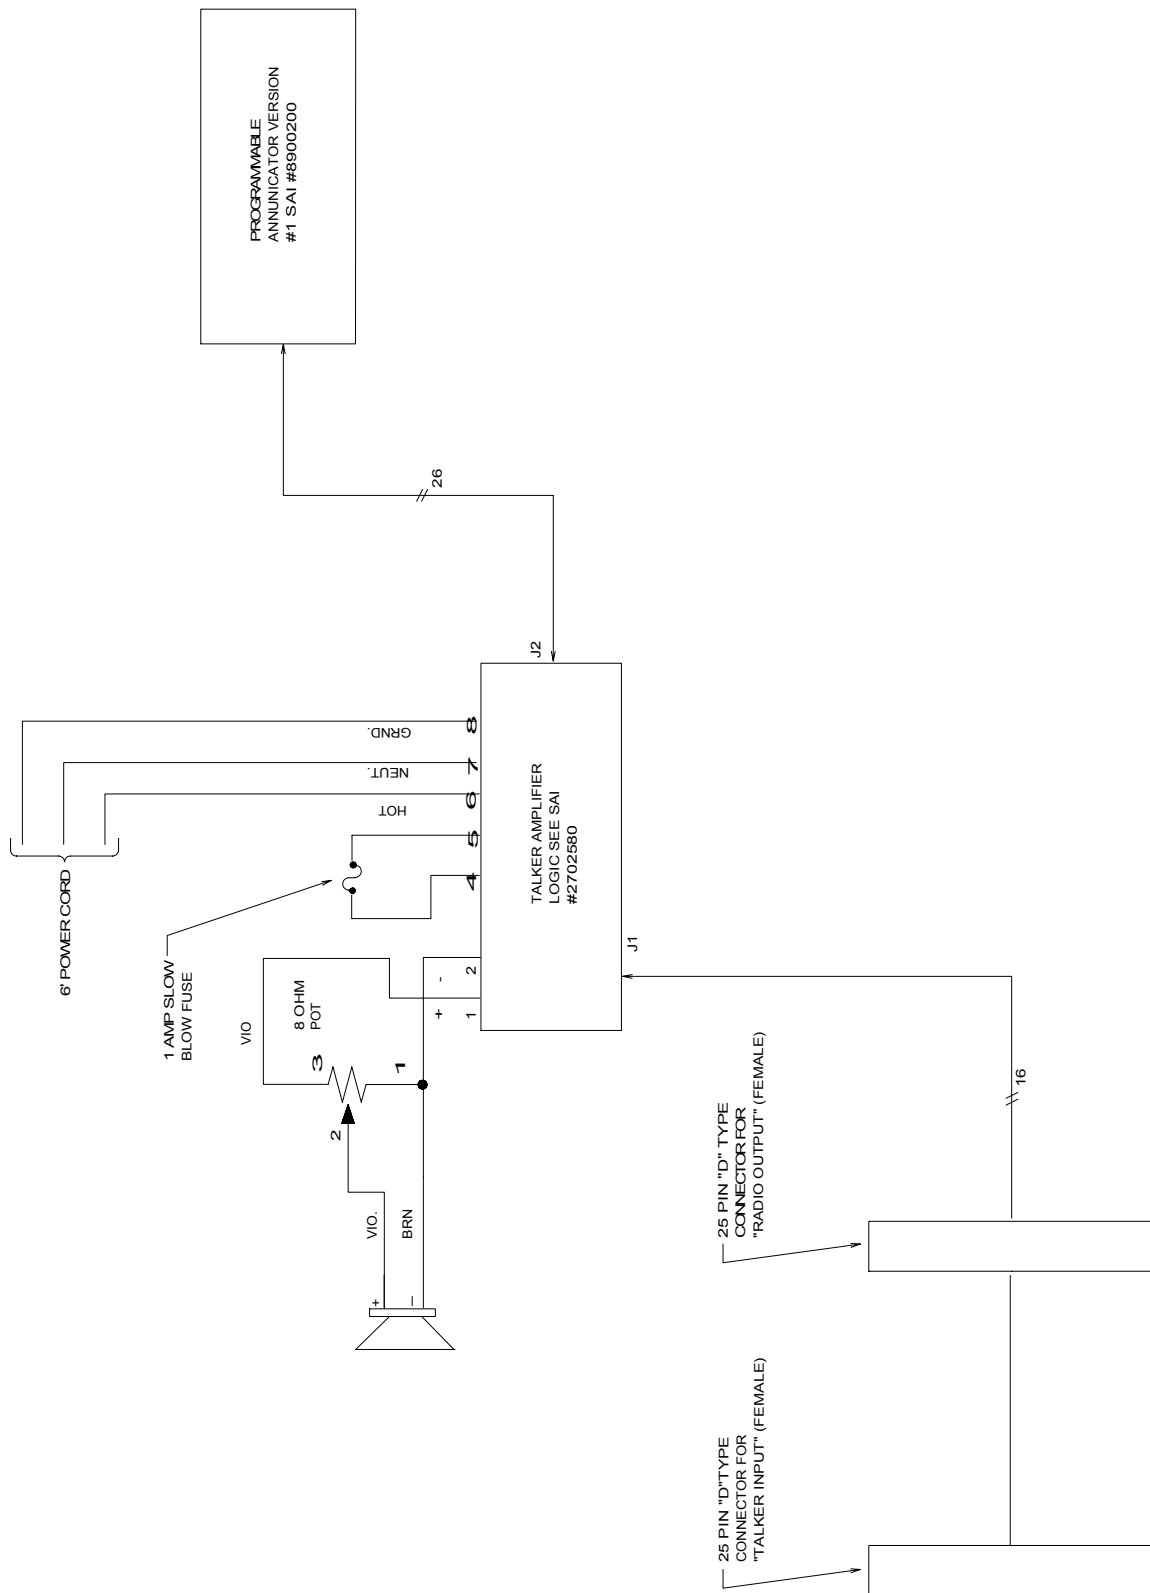 PROGRAMMABLE
ANNUNICATOR VERSION
#1 SAI #8900200
26
J2
6' POWER CORD
GRND.
NEUT.
HOT
8
7
6
5
4
2
1
-
+
1 AMP SLOW
BLOW FUSE
TALKER AMPLIFIER
LOGIC SEE SAI
#2702580
J1
VIO
8 OHM
POT
3
1
2
VIO.
BRN
+
–
16
25 PIN "D" TYPE
CONNECTOR FOR
"RADIO OUTPUT" (FEMALE)
25 PIN "D"TYPE
CONNECTOR FOR
"TALKER INPUT" (FEMALE)